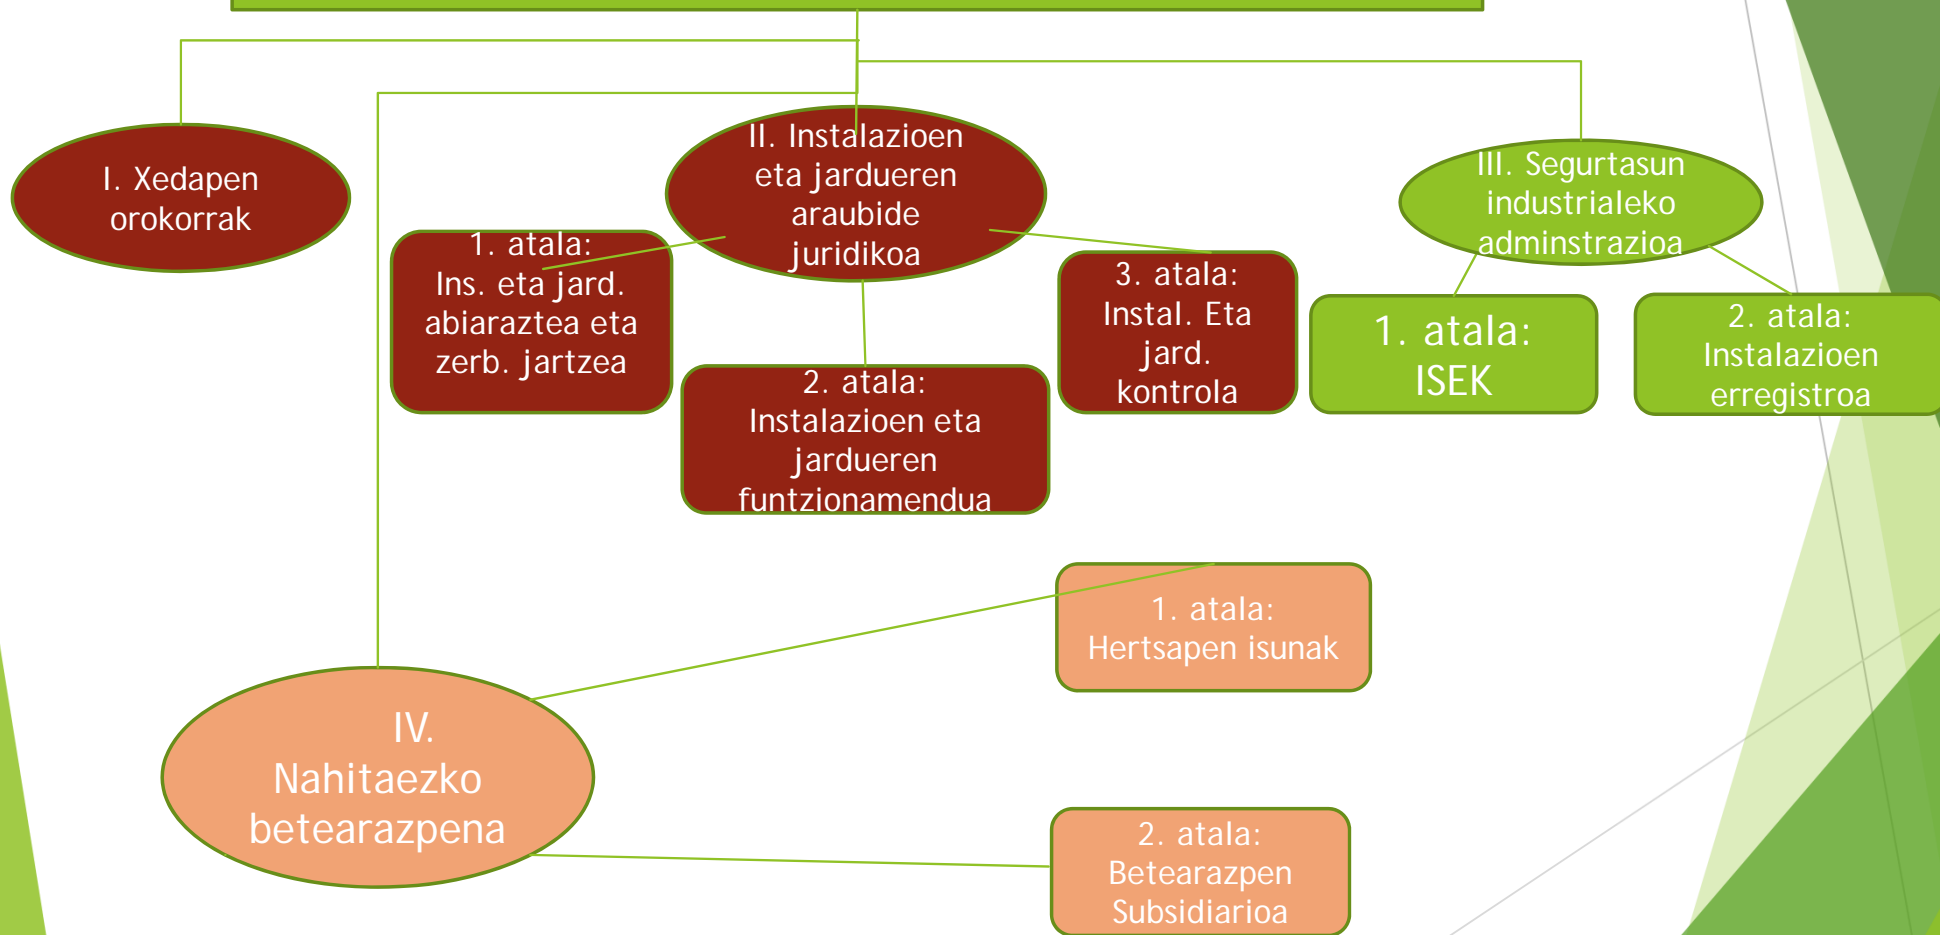 I. Xedapen
orokorrak
II. Instalazioen
eta jardueren
araubide
juridikoa
1. atala:
Ins. eta jard.
abiaraztea eta
zerb. jartzea
2. atala:
Instalazioen eta
jardueren
funtzionamendua
3. atala:
Instal. Eta
jard.
kontrola
III. Segurtasun
industrialeko
adminstrazioa
1. atala:
ISEK
2. atala:
Instalazioen
erregistroa
IV.
Nahitaezko
betearazpena
1. atala:
Hertsapen isunak
2. atala:
Betearazpen
Subsidiarioa